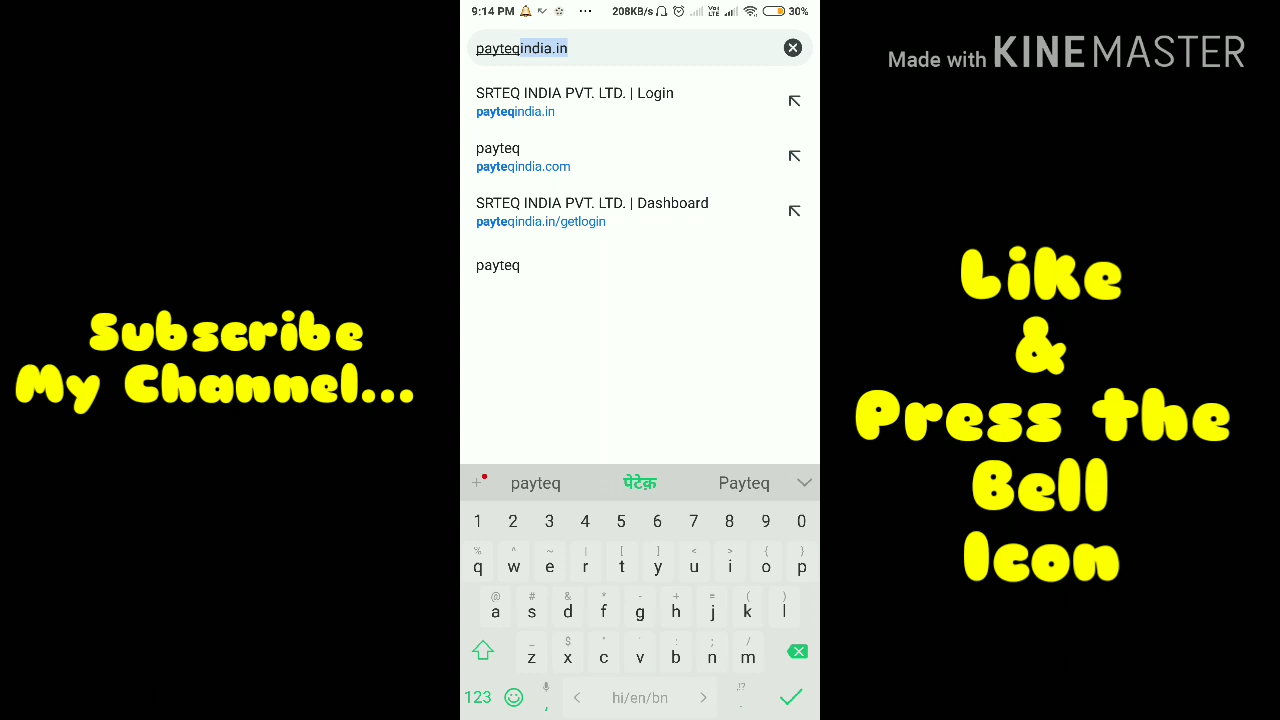 9:14 PM ... 208KB/s Vo LTE 30%
payteqindia.in
SRTEQ INDIA PVT. LTD. | Login
payteqindia.in
payteq
payteqindia.com
SRTEQ INDIA PVT. LTD. | Dashboard
payteqindia.in/getlogin
payteq
+ payteq पेटेक़ Payteq
1 2 3 4 5 6 7 8 9 0
% ^ ~ | [ ] < > { }
q w e r t y u i o p
@ # & * - + = ( )
a s d f g h j k l
_ $ " ' : ; /
z x c v b n m
123 , < hi/en/bn > !? .
Subscribe
My Channel...
Made with KINEMASTER
Like
&
Press the
Bell
Icon